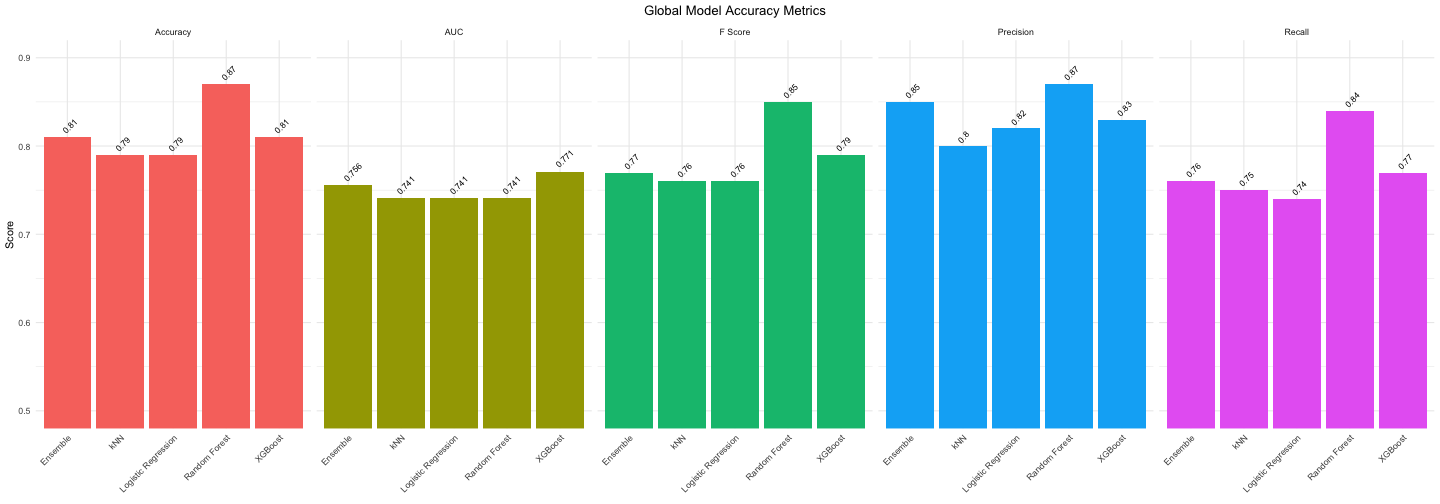 Global Model Accuracy Metrics
Accuracy
AUC
F Score
Precision
Recall
Score
0.9
0.8
0.7
0.6
0.5
0.81
0.79
0.79
0.87
0.81
0.756
0.741
0.741
0.741
0.771
0.77
0.76
0.76
0.85
0.79
0.85
0.8
0.82
0.87
0.83
0.76
0.75
0.74
0.84
0.77
Ensemble
kNN
Logistic Regression
Random Forest
XGBoost
Ensemble
kNN
Logistic Regression
Random Forest
XGBoost
Ensemble
kNN
Logistic Regression
Random Forest
XGBoost
Ensemble
kNN
Logistic Regression
Random Forest
XGBoost
Ensemble
kNN
Logistic Regression
Random Forest
XGBoost